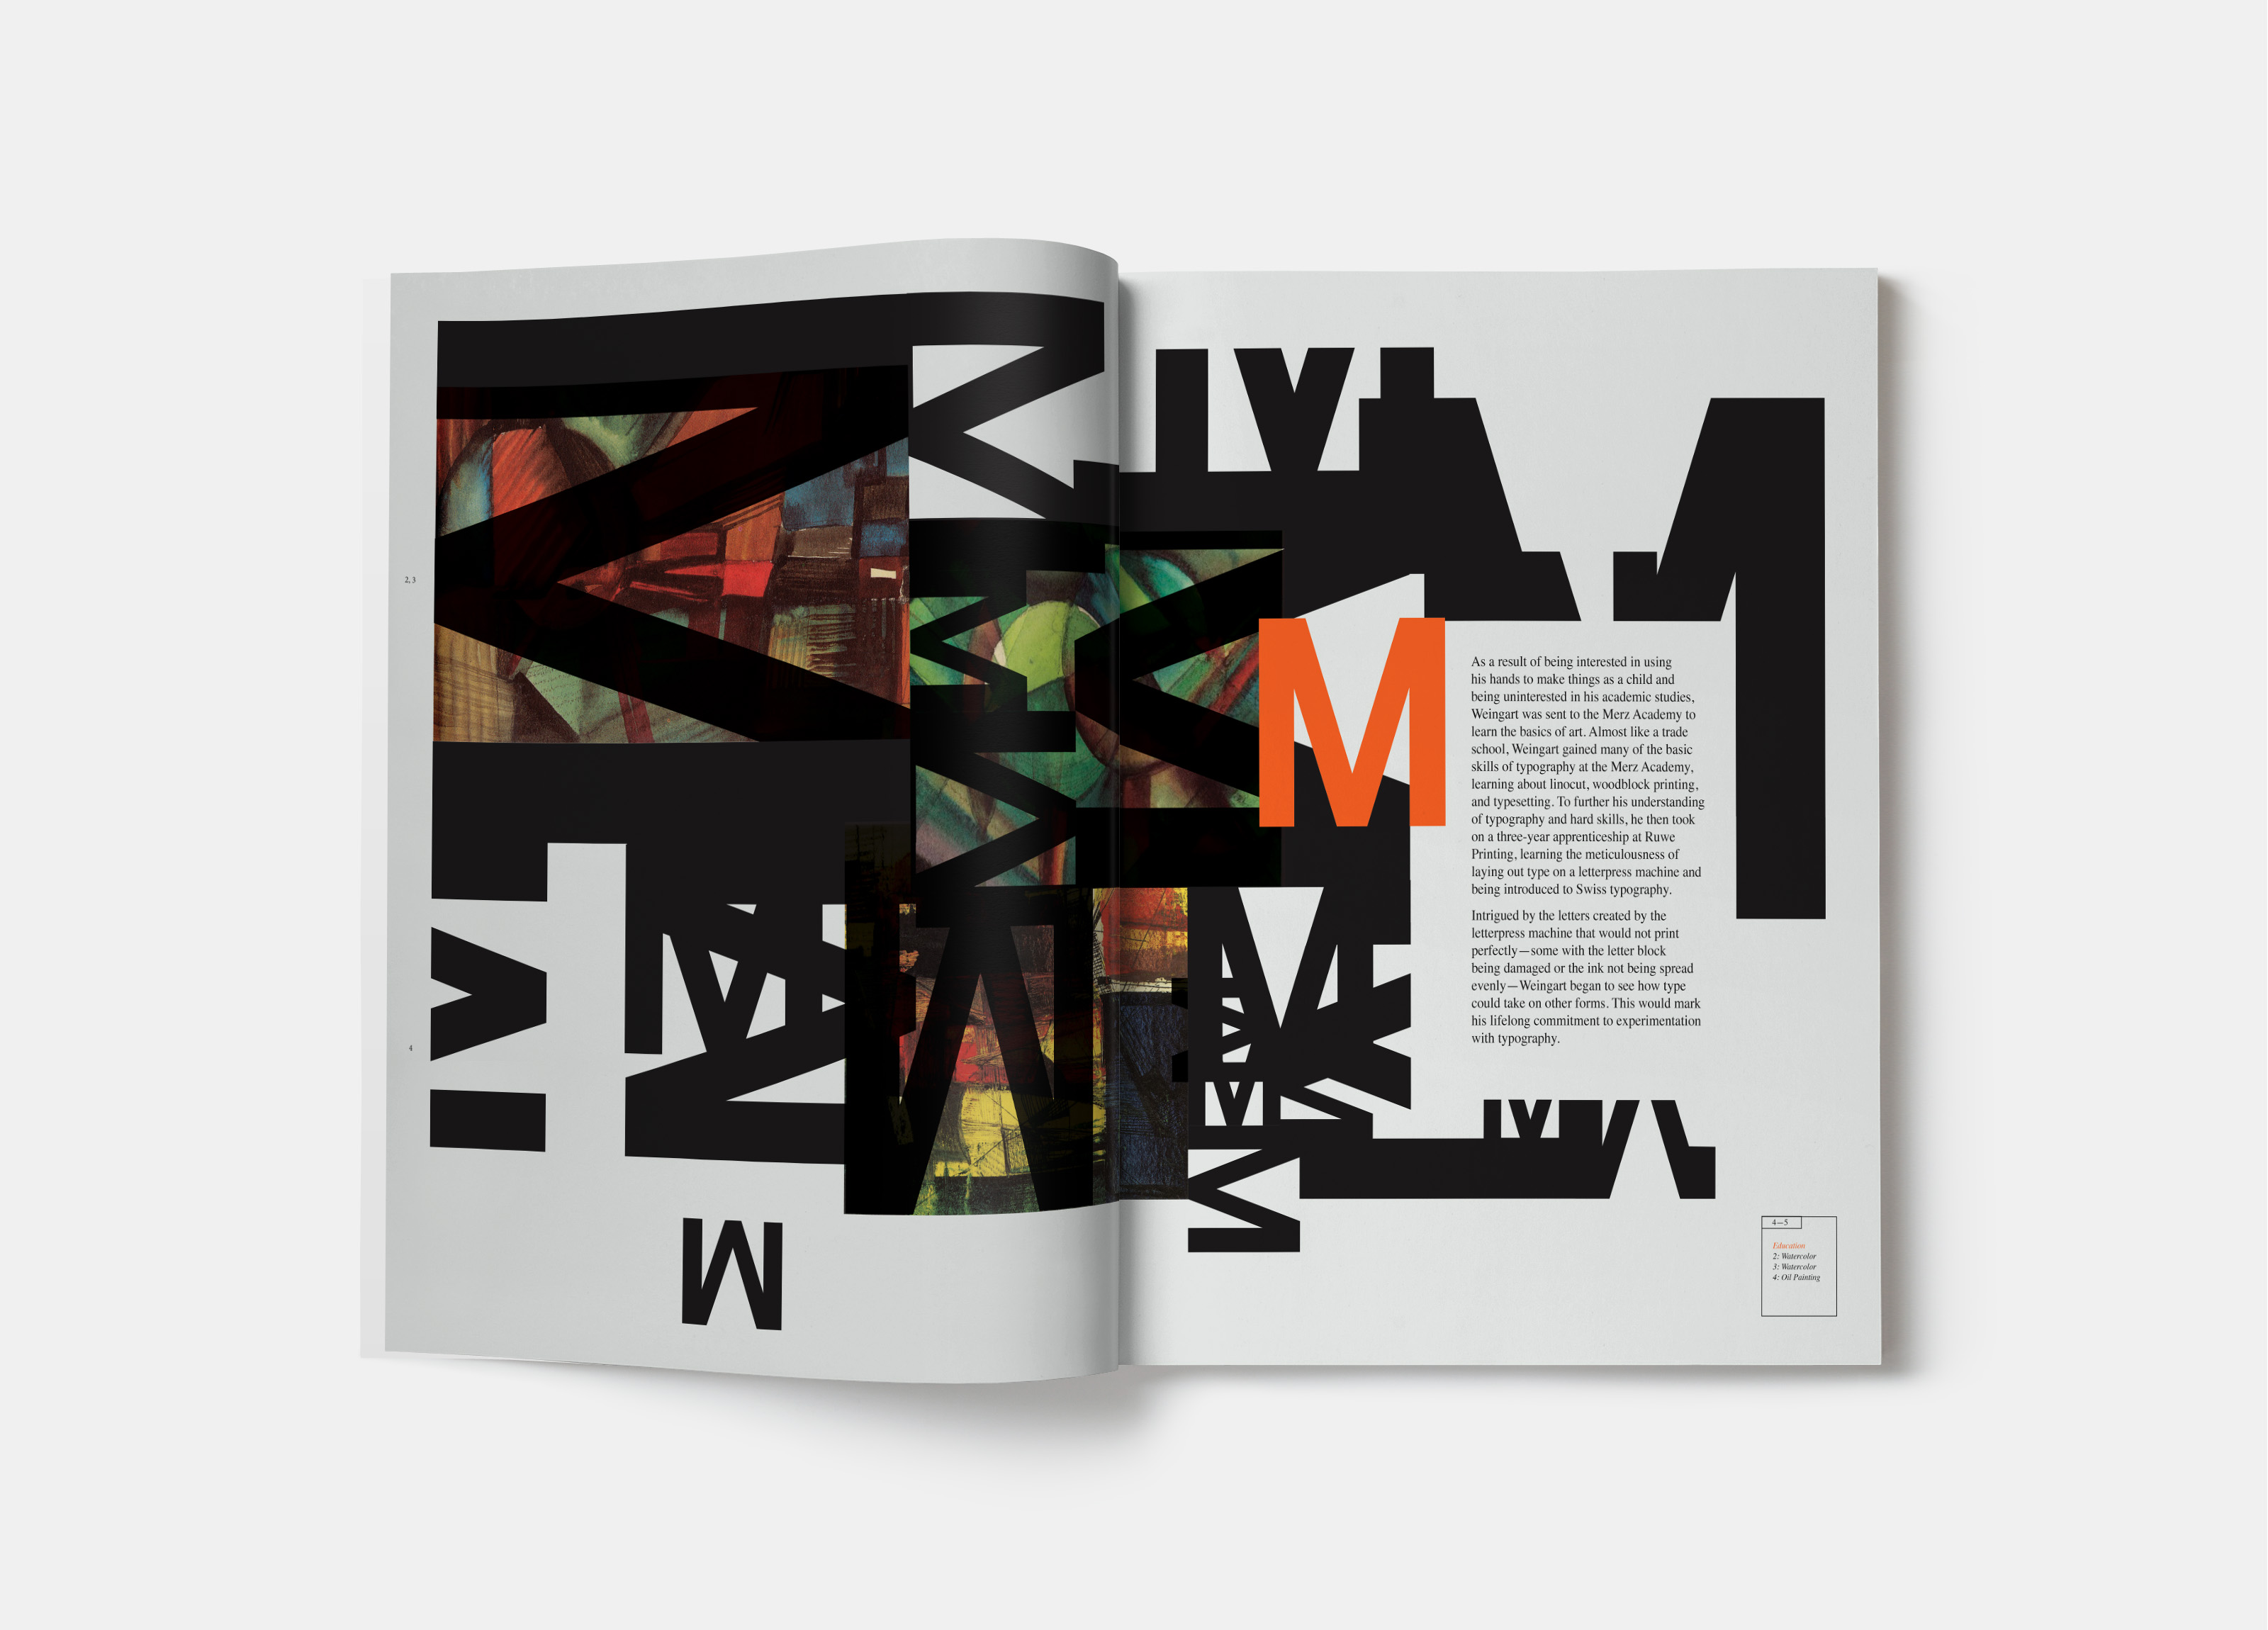 2, 3
4
M
M
As a result of being interested in using
his hands to make things as a child and
being uninterested in his academic studies,
Weingart was sent to the Merz Academy to
learn the basics of art. Almost like a trade
school, Weingart gained many of the basic
skills of typography at the Merz Academy,
learning about linocut, woodblock printing,
and typesetting. To further his understanding
of typography and hard skills, he then took
on a three-year apprenticeship at Ruwe
Printing, learning the meticulousness of
laying out type on a letterpress machine and
being introduced to Swiss typography.
Intrigued by the letters created by the
letterpress machine that would not print
perfectly—some with the letter block
being damaged or the ink not being spread
evenly—Weingart began to see how type
could take on other forms. This would mark
his lifelong commitment to experimentation
with typography.
4—5
Education
2: Watercolor
3: Watercolor
4: Oil Painting